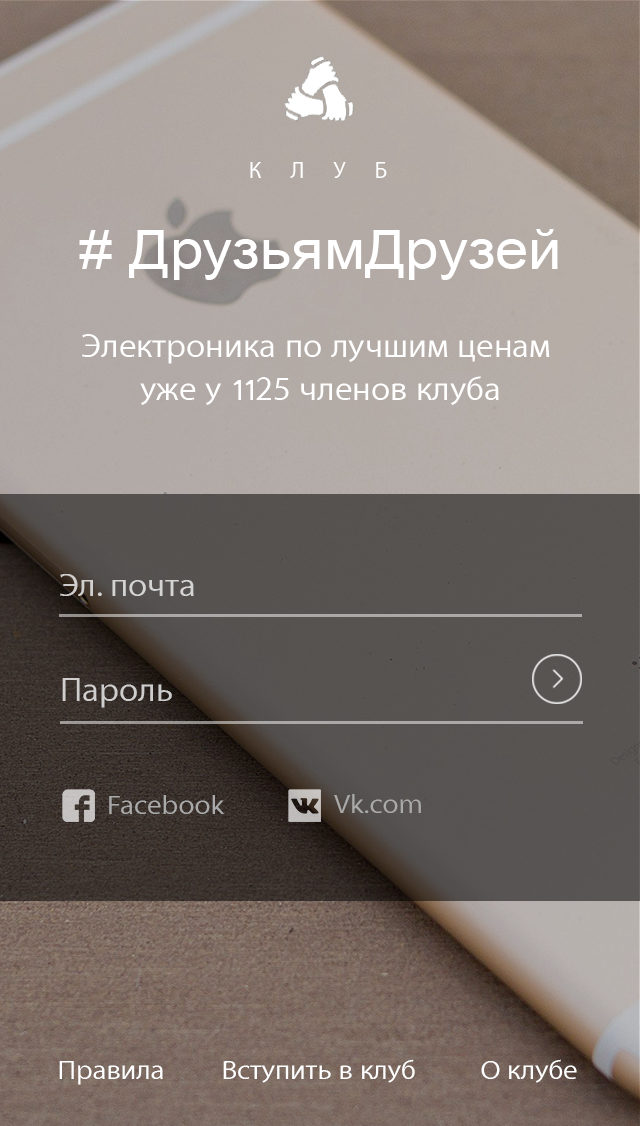 КЛУБ
# ДрузьямДрузей
Электроника по лучшим ценам
уже у 1125 членов клуба
Эл. почта
Пароль
Facebook Vk.com
Правила Вступить в клуб О клубе